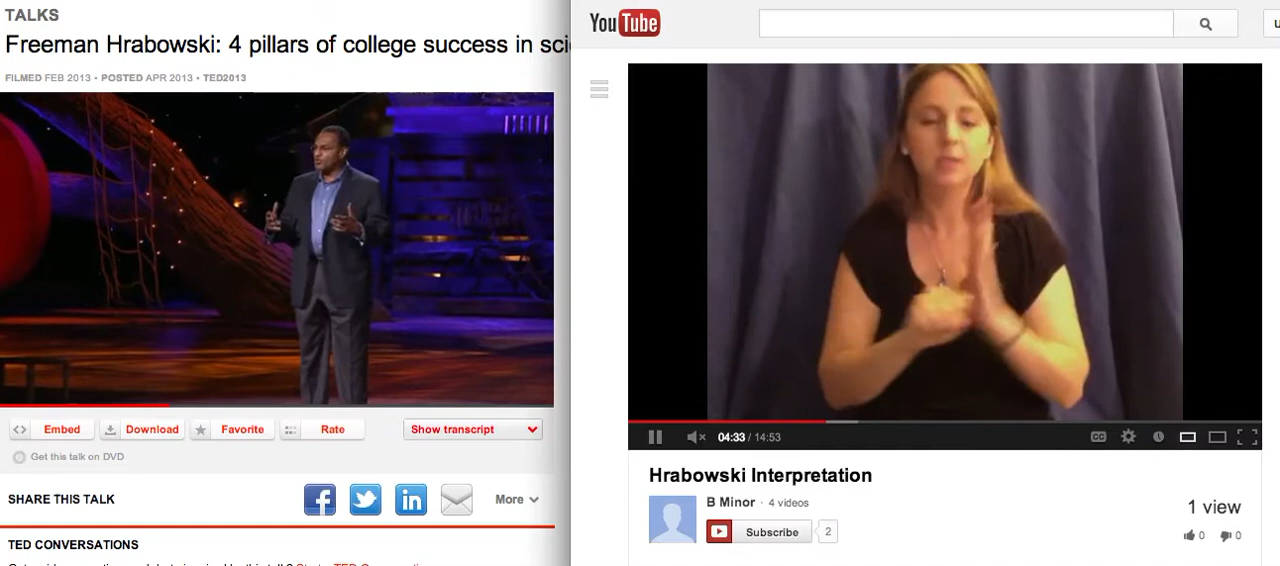 TALKS
Freeman Hrabowski: 4 pillars of college success in sci
FILMED FEB 2013 • POSTED APR 2013 • TED2013
Embed
Download
Favorite
Rate
Show transcript
Get this talk on DVD
SHARE THIS TALK
More
TED CONVERSATIONS
YouTube
CC
04:33 / 14:53
Hrabowski Interpretation
B Minor · 4 videos
Subscribe
2
1 view
0
0